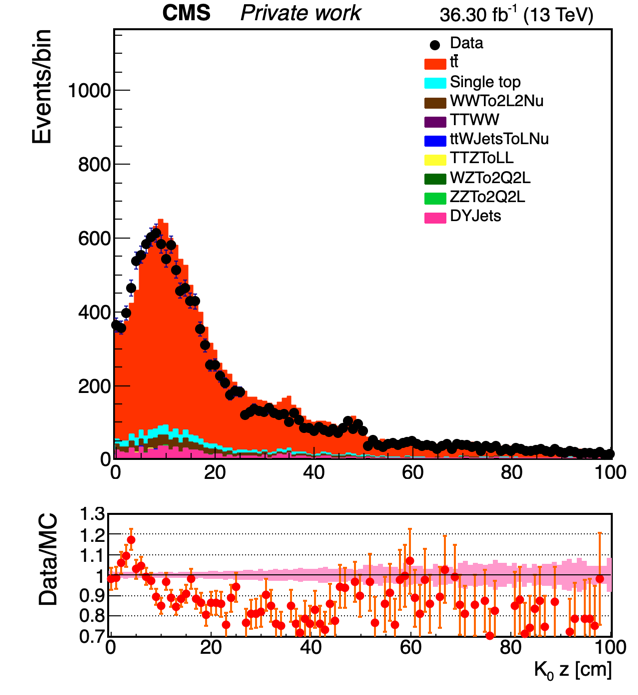 CMS Private work 36.30 fb⁻¹ (13 TeV)
Events/bin
1000
800
600
400
200
0
0 20 40 60 80 100
Data
tt̄
Single top
WWTo2L2Nu
TTWW
ttWJetsToLNu
TTZToLL
WZTo2Q2L
ZZTo2Q2L
DYJets
Data/MC
1.3
1.2
1.1
1
0.9
0.8
0.7
0 20 40 60 80 100
K₀ z [cm]